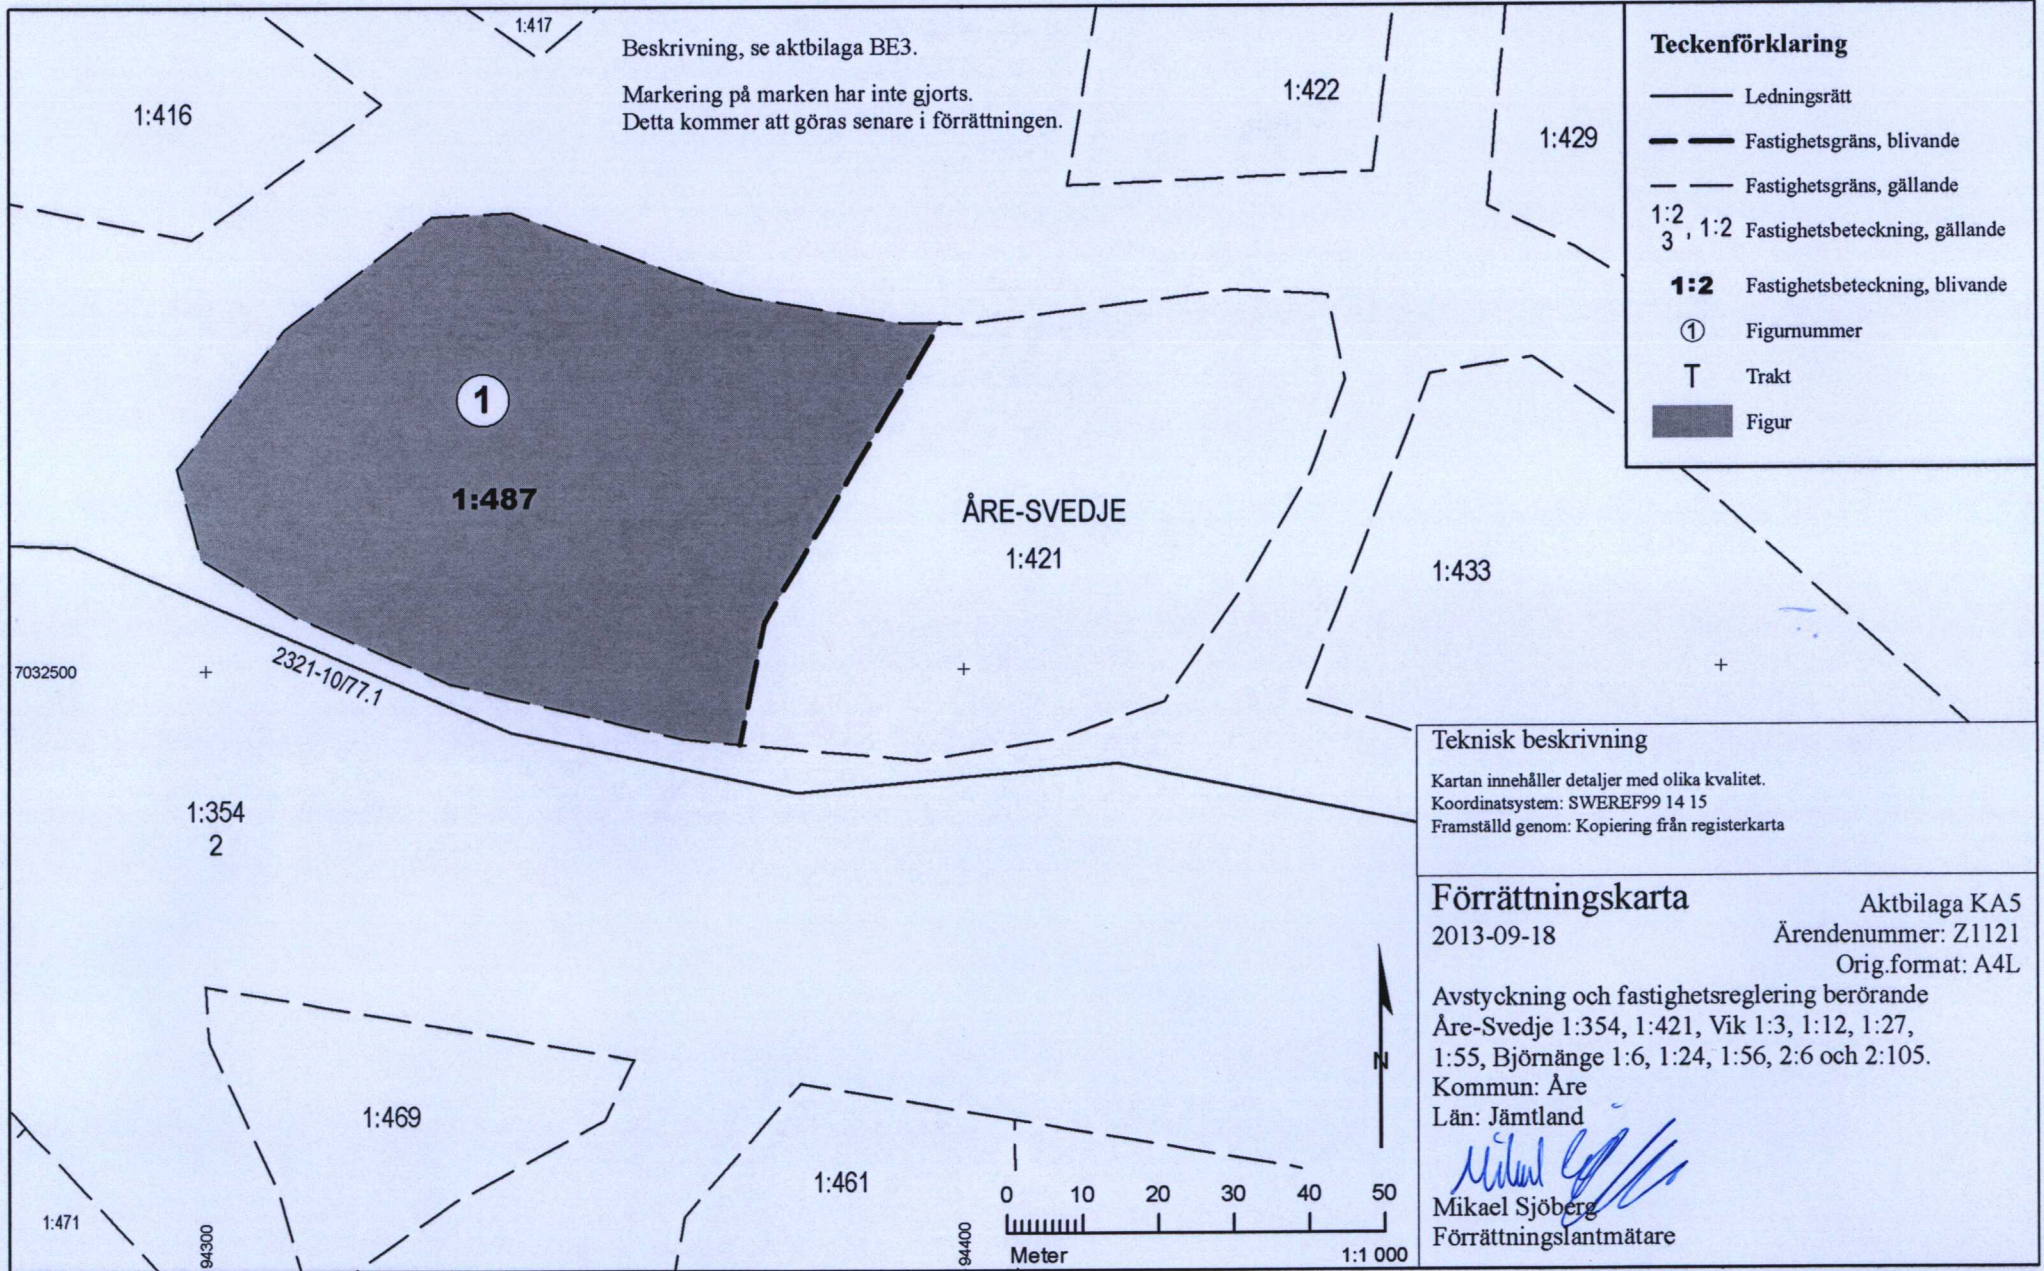 1:417
Beskrivning, se aktbilaga BE3.
Markering på marken har inte gjorts.
Detta kommer att göras senare i förrättningen.
1:416
1:422
1:429
Teckenförklaring
Ledningsrätt
Fastighetsgräns, blivande
Fastighetsgräns, gällande
1:2
3 , 1:2 Fastighetsbeteckning, gällande
1:2 Fastighetsbeteckning, blivande
1 Figurnummer
T Trakt
Figur
1
1:487
ÅRE-SVEDJE
1:421
1:433
7032500
2321-10/77.1
1:354
2
Teknisk beskrivning
Kartan innehåller detaljer med olika kvalitet.
Koordinatsystem: SWEREF99 14 15
Framställd genom: Kopiering från registerkarta
Förrättningskarta
2013-09-18
Aktbilaga KA5
Ärendenummer: Z1121
Orig.format: A4L
Avstyckning och fastighetsreglering berörande
Åre-Svedje 1:354, 1:421, Vik 1:3, 1:12, 1:27,
1:55, Björnänge 1:6, 1:24, 1:56, 2:6 och 2:105.
Kommun: Åre
Län: Jämtland
Mikael Sjöberg
Förrättningslantmätare
N
1:469
1:461
1:471
94300
94400
0 10 20 30 40 50
Meter
1:1 000